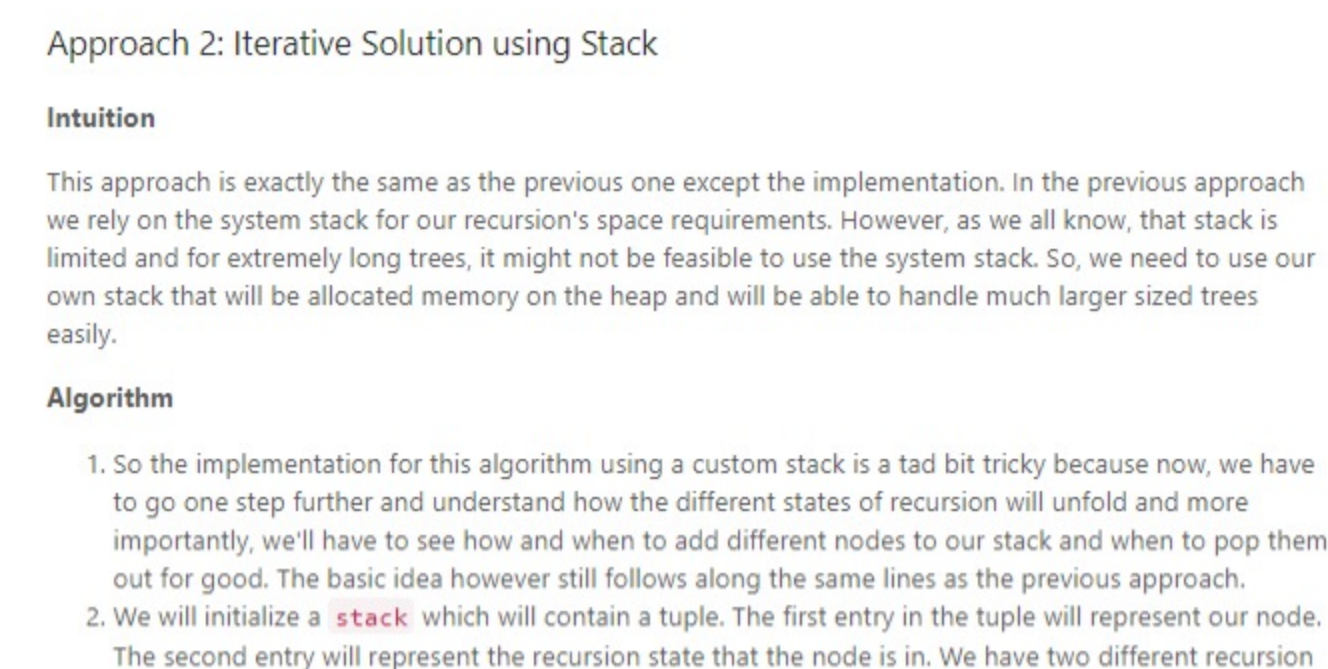 Approach 2: Iterative Solution using Stack
Intuition
This approach is exactly the same as the previous one except the implementation. In the previous approach
we rely on the system stack for our recursion's space requirements. However, as we all know, that stack is
limited and for extremely long trees, it might not be feasible to use the system stack. So, we need to use our
own stack that will be allocated memory on the heap and will be able to handle much larger sized trees
easily.
Algorithm
1. So the implementation for this algorithm using a custom stack is a tad bit tricky because now, we have
to go one step further and understand how the different states of recursion will unfold and more
importantly, we'll have to see how and when to add different nodes to our stack and when to pop them
out for good. The basic idea however still follows along the same lines as the previous approach.
2. We will initialize a stack which will contain a tuple. The first entry in the tuple will represent our node.
The second entry will represent the recursion state that the node is in. We have two different recursion